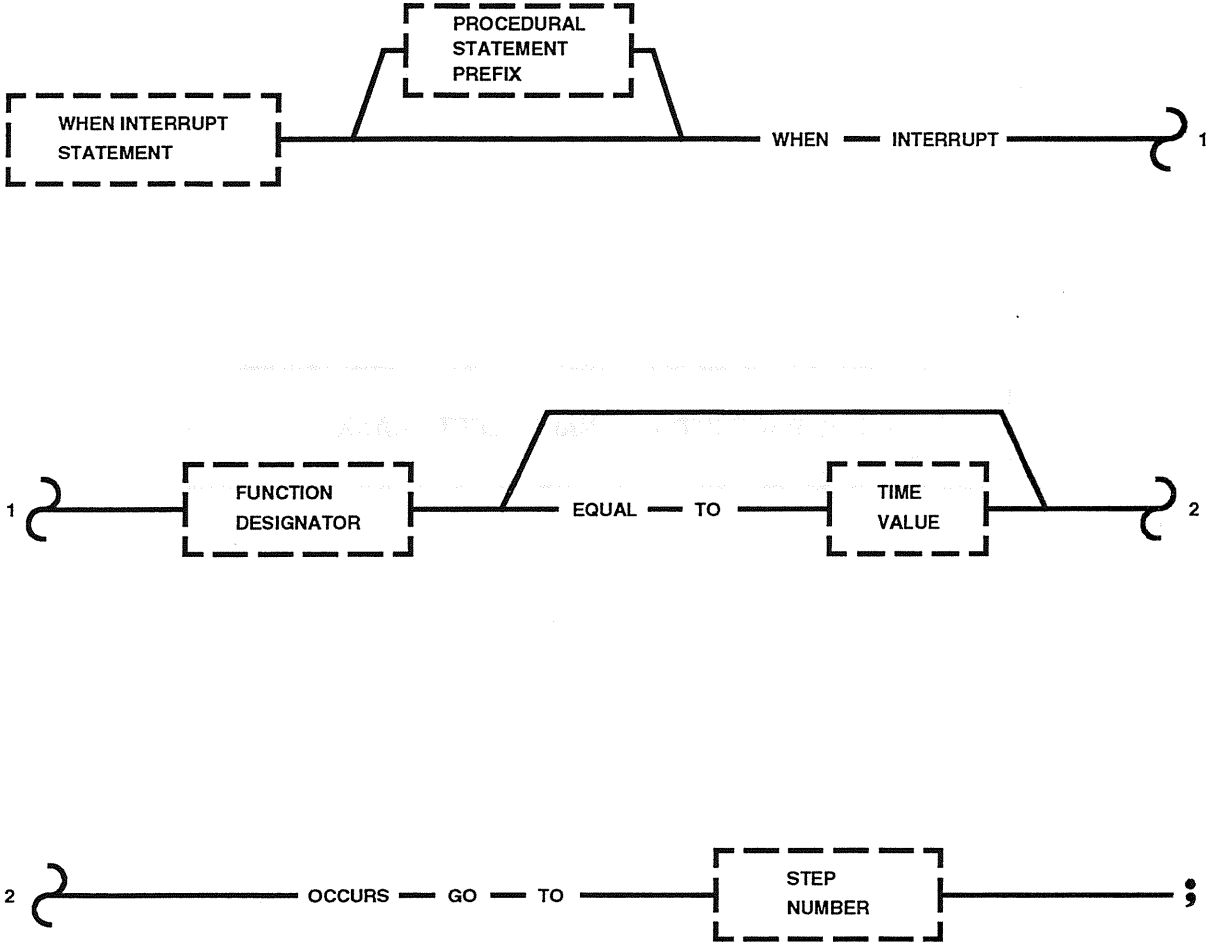 PROCEDURAL
STATEMENT
PREFIX
WHEN INTERRUPT
STATEMENT
WHEN INTERRUPT 1
1 FUNCTION
DESIGNATOR
EQUAL TO
TIME
VALUE
2
2 OCCURS GO TO
STEP
NUMBER
;